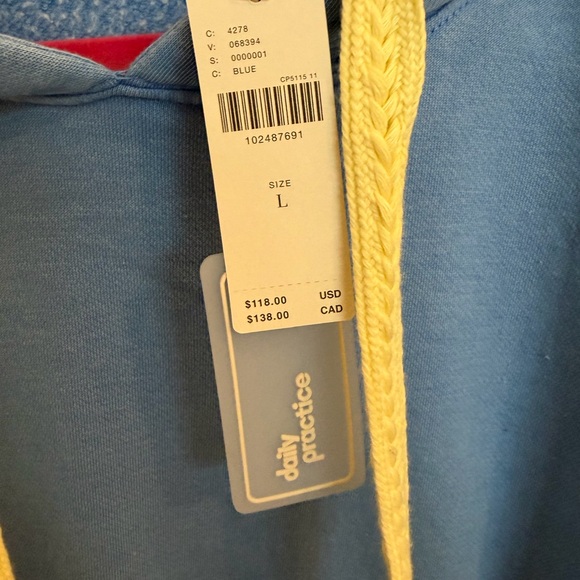 C: 4278
V: 068394
S: 0000001
C: BLUE
CP5115 11
102487691
SIZE
L
$118.00 USD
$138.00 CAD
daily
practice